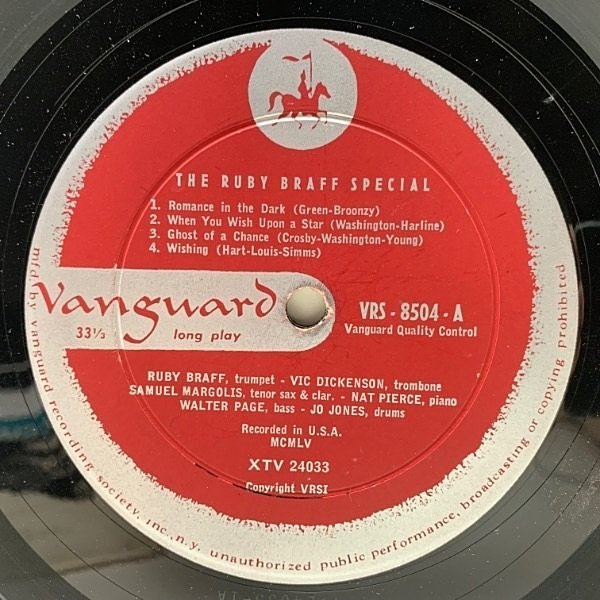 THE RUBY BRAFF SPECIAL
1. Romance in the Dark (Green-Broonzy)
2. When You Wish Upon a Star (Washington-Harline)
3. Ghost of a Chance (Crosby-Washington-Young)
4. Wishing (Hart-Louis-Simms)
Vanguard
33⅓ long play
VRS - 8504 - A
Vanguard Quality Control
RUBY BRAFF, trumpet - VIC DICKENSON, trombone
SAMUEL MARGOLIS, tenor sax & clar. - NAT PIERCE, piano
WALTER PAGE, bass - JO JONES, drums
Recorded in U.S.A.
MCMLV
XTV 24033
Copyright VRSI
mfd. by vanguard recording society, inc., n.y. unauthorized public performance, broadcasting or copying prohibited